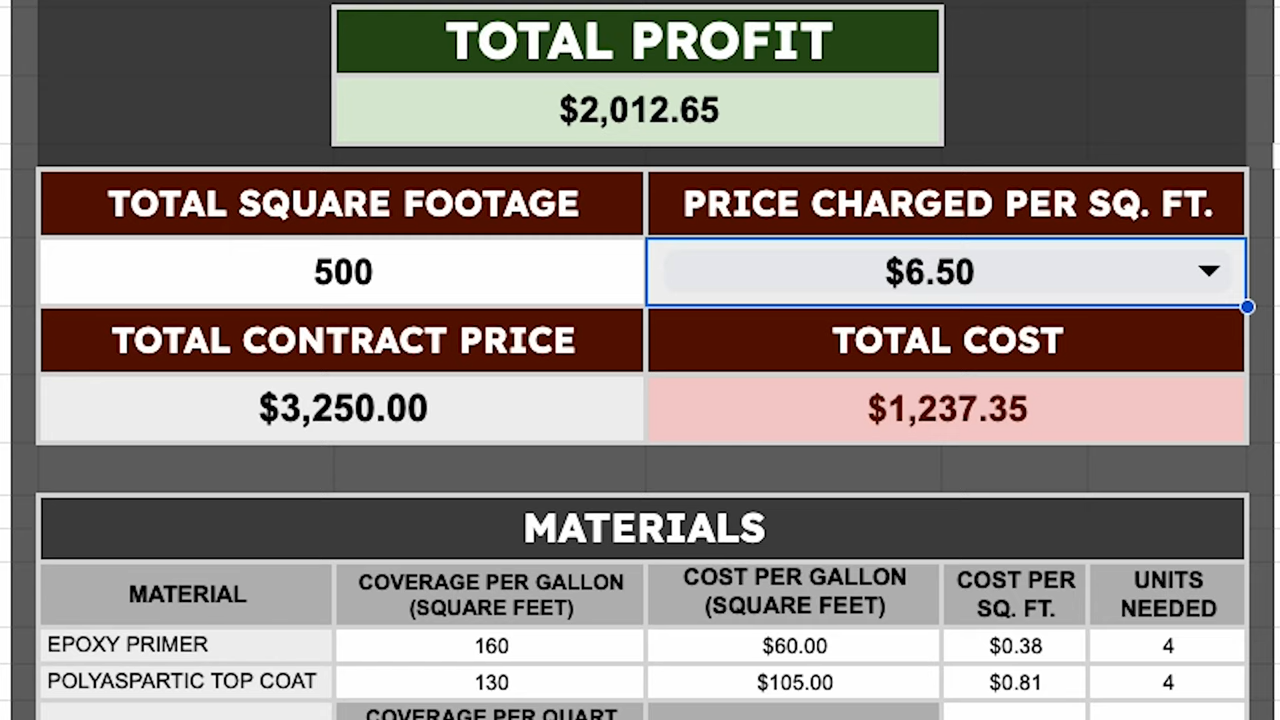 TOTAL PROFIT
$2,012.65
TOTAL SQUARE FOOTAGE
PRICE CHARGED PER SQ. FT.
500
$6.50
TOTAL CONTRACT PRICE
TOTAL COST
$3,250.00
$1,237.35
MATERIALS
MATERIAL
COVERAGE PER GALLON
(SQUARE FEET)
COST PER GALLON
(SQUARE FEET)
COST PER
SQ. FT.
UNITS
NEEDED
EPOXY PRIMER
160
$60.00
$0.38
4
POLYASPARTIC TOP COAT
130
$105.00
$0.81
4
COVERAGE PER QUART